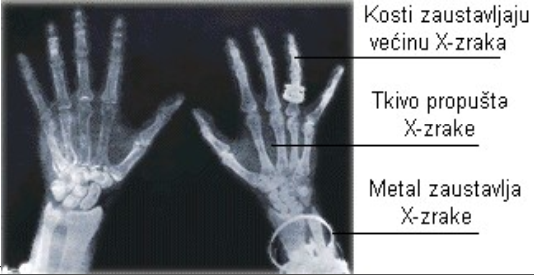 Kosti zaustavljaju
većinu X-zraka
Tkivo propušta
X-zrake
Metal zaustavlja
X-zrake